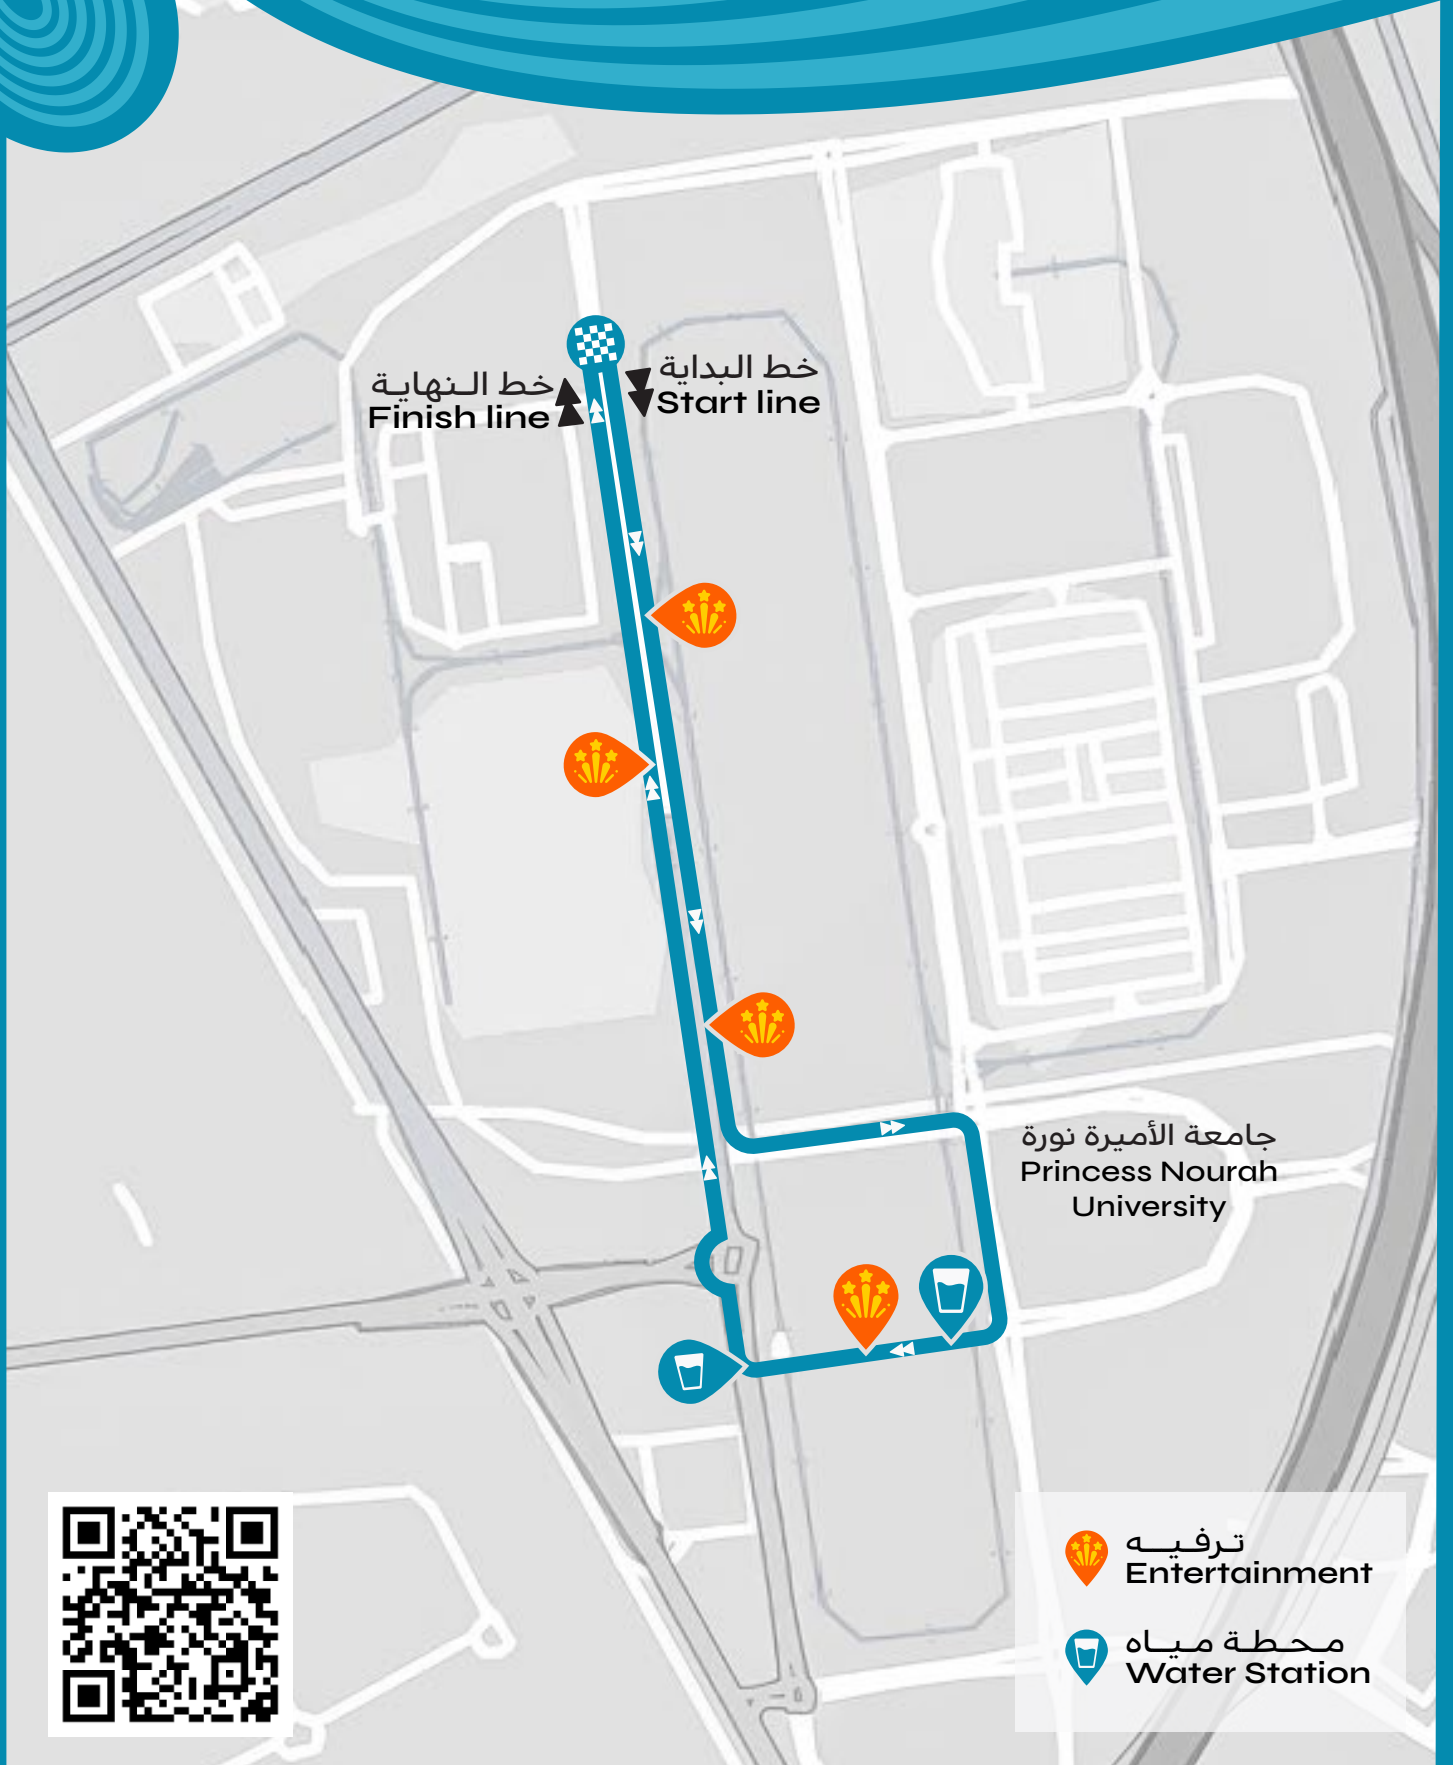 خط البداية
Start line
خط النهاية
Finish line
جامعة الأميرة نورة
Princess Nourah
University
ترفيه
Entertainment
محطة مياه
Water Station